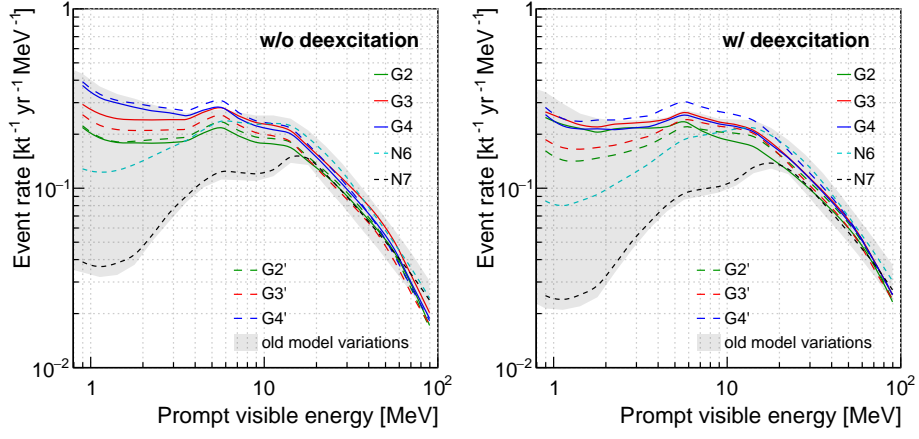 Event rate [kt⁻¹ yr⁻¹ MeV⁻¹]
1
10⁻¹
10⁻²
w/o deexcitation
G2
G3
G4
N6
N7
G2'
G3'
G4'
old model variations
1
10
10²
Prompt visible energy [MeV]
Event rate [kt⁻¹ yr⁻¹ MeV⁻¹]
1
10⁻¹
10⁻²
w/ deexcitation
G2
G3
G4
N6
N7
G2'
G3'
G4'
old model variations
1
10
10²
Prompt visible energy [MeV]